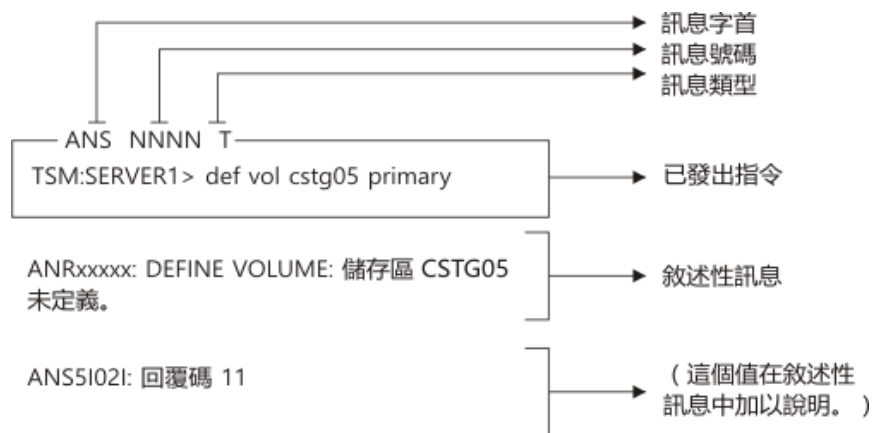 訊息字首
訊息號碼
訊息類型
ANS NNNN T
TSM:SERVER1> def vol cstg05 primary
已發出指令
ANRxxxxx: DEFINE VOLUME: 儲存區 CSTG05
未定義。
敘述性訊息
ANS5I02I: 回覆碼 11
（這個值在敘述性
訊息中加以說明。）